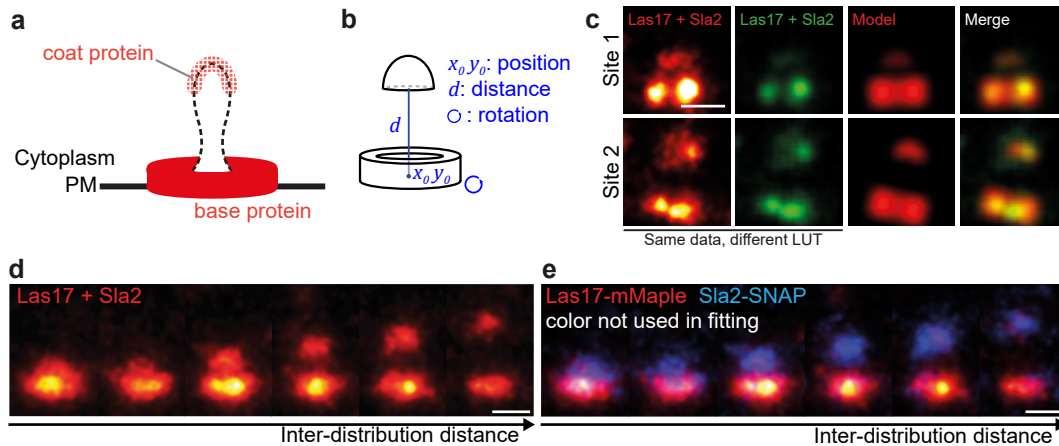 a
coat protein
Cytoplasm
PM
base protein
b
x₀ y₀: position
d: distance
: rotation
d
x₀ y₀
c
Las17 + Sla2
Las17 + Sla2
Model
Merge
Site 1
Site 2
Same data, different LUT
d
Las17 + Sla2
Inter-distribution distance
e
Las17-mMaple Sla2-SNAP
color not used in fitting
Inter-distribution distance